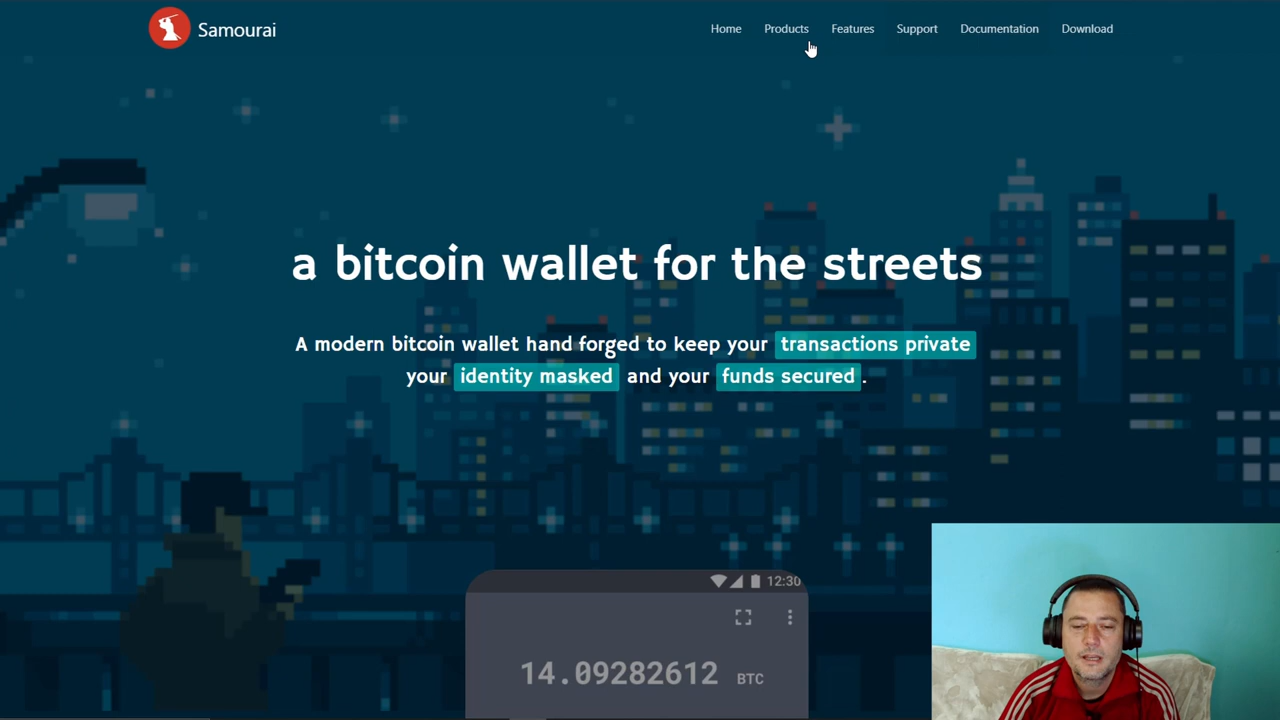 Samourai
Home Products Features Support Documentation Download
a bitcoin wallet for the streets
A modern bitcoin wallet hand forged to keep your transactions private
your identity masked and your funds secured.
12:30
14.09282612 BTC